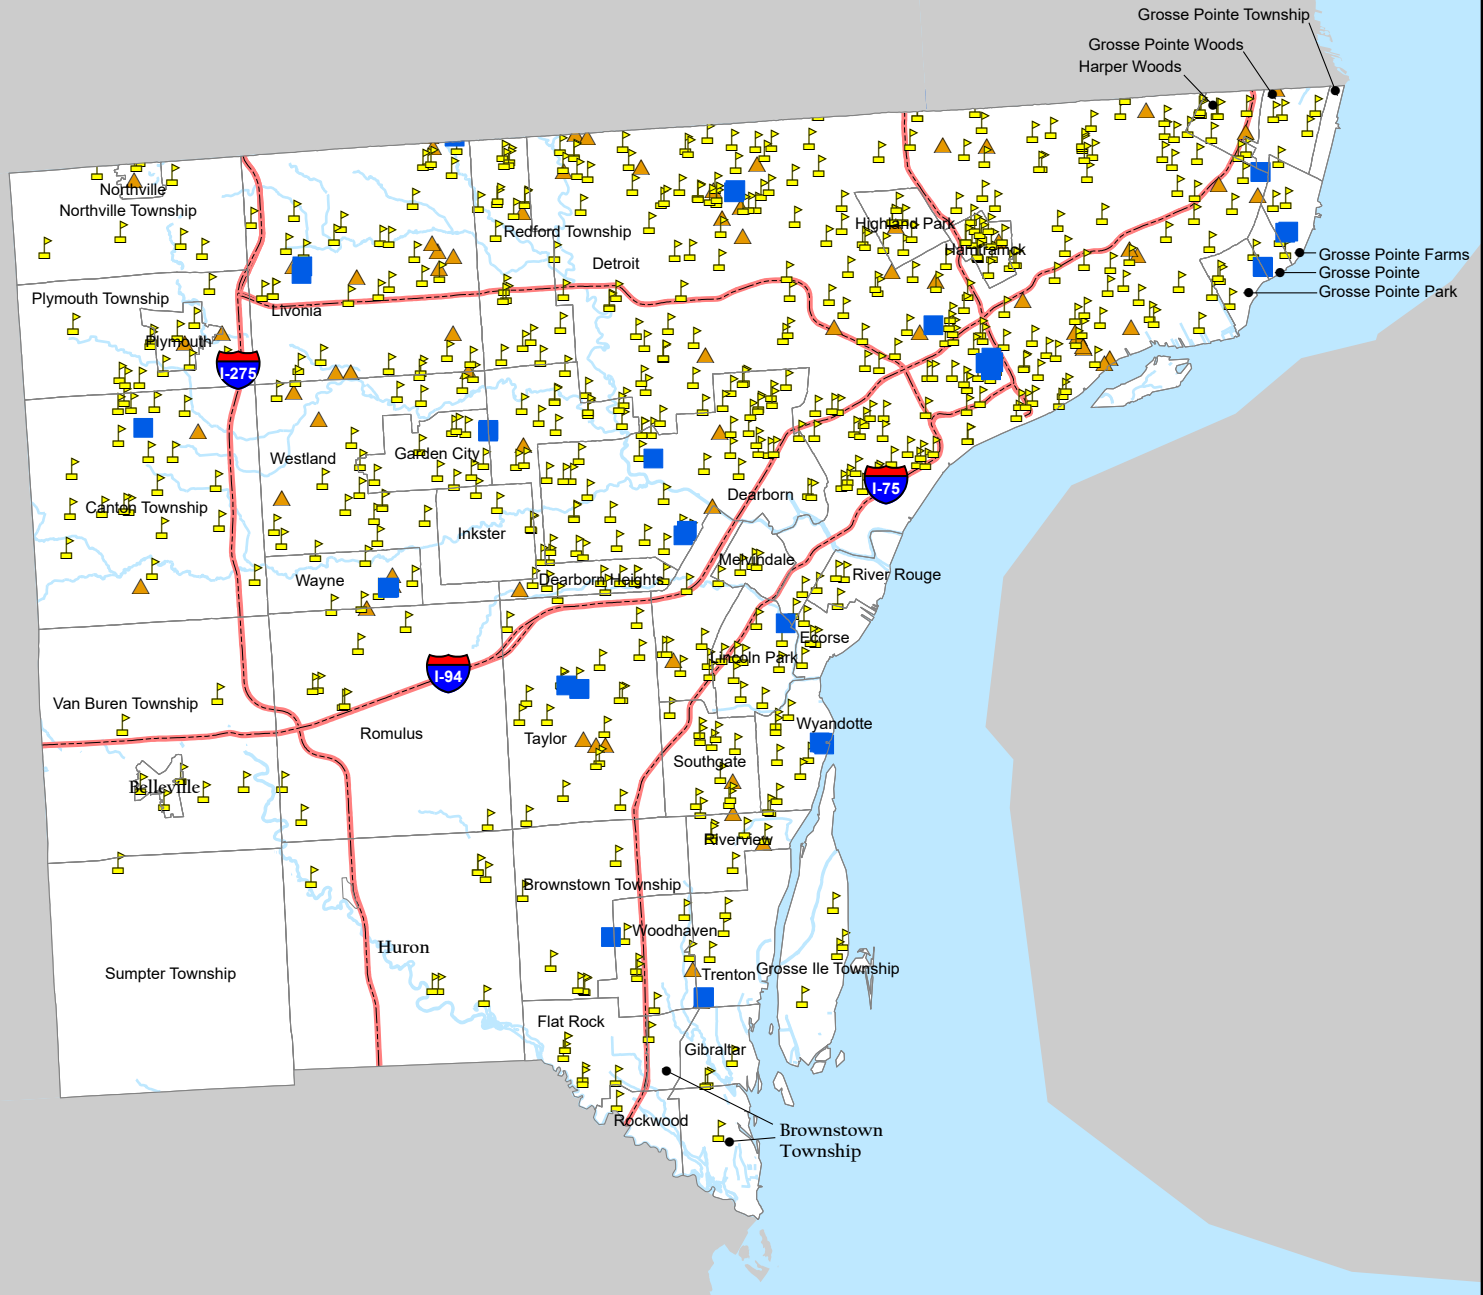 Grosse Pointe Township
Grosse Pointe Woods
Harper Woods
Northville
Northville Township
Redford Township
Highland Park
Hamtramck
Detroit
Grosse Pointe Farms
Grosse Pointe
Grosse Pointe Park
Plymouth Township
Livonia
Plymouth
I-275
Garden City
Westland
Dearborn
I-75
Canton Township
Inkster
Melvindale
Wayne
Dearborn Heights
River Rouge
Ecorse
Lincoln Park
I-94
Van Buren Township
Romulus
Taylor
Wyandotte
Southgate
Belleville
Riverview
Brownstown Township
Woodhaven
Huron
Sumpter Township
Trenton
Grosse Ile Township
Flat Rock
Gibraltar
Rockwood
Brownstown
Township